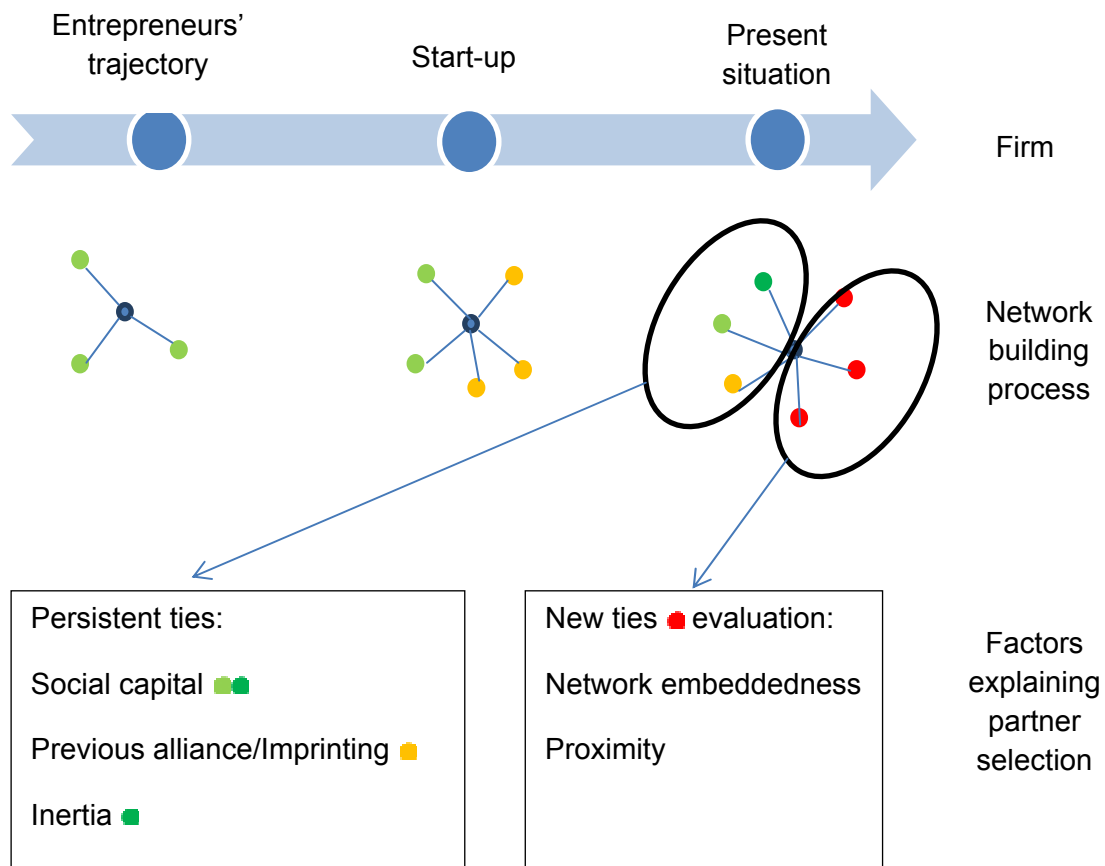 Entrepreneurs’
trajectory
Start-up
Present
situation
Firm
Network
building
process
Persistent ties:
Social capital
Previous alliance/Imprinting
Inertia
New ties evaluation:
Network embeddedness
Proximity
Factors
explaining
partner
selection